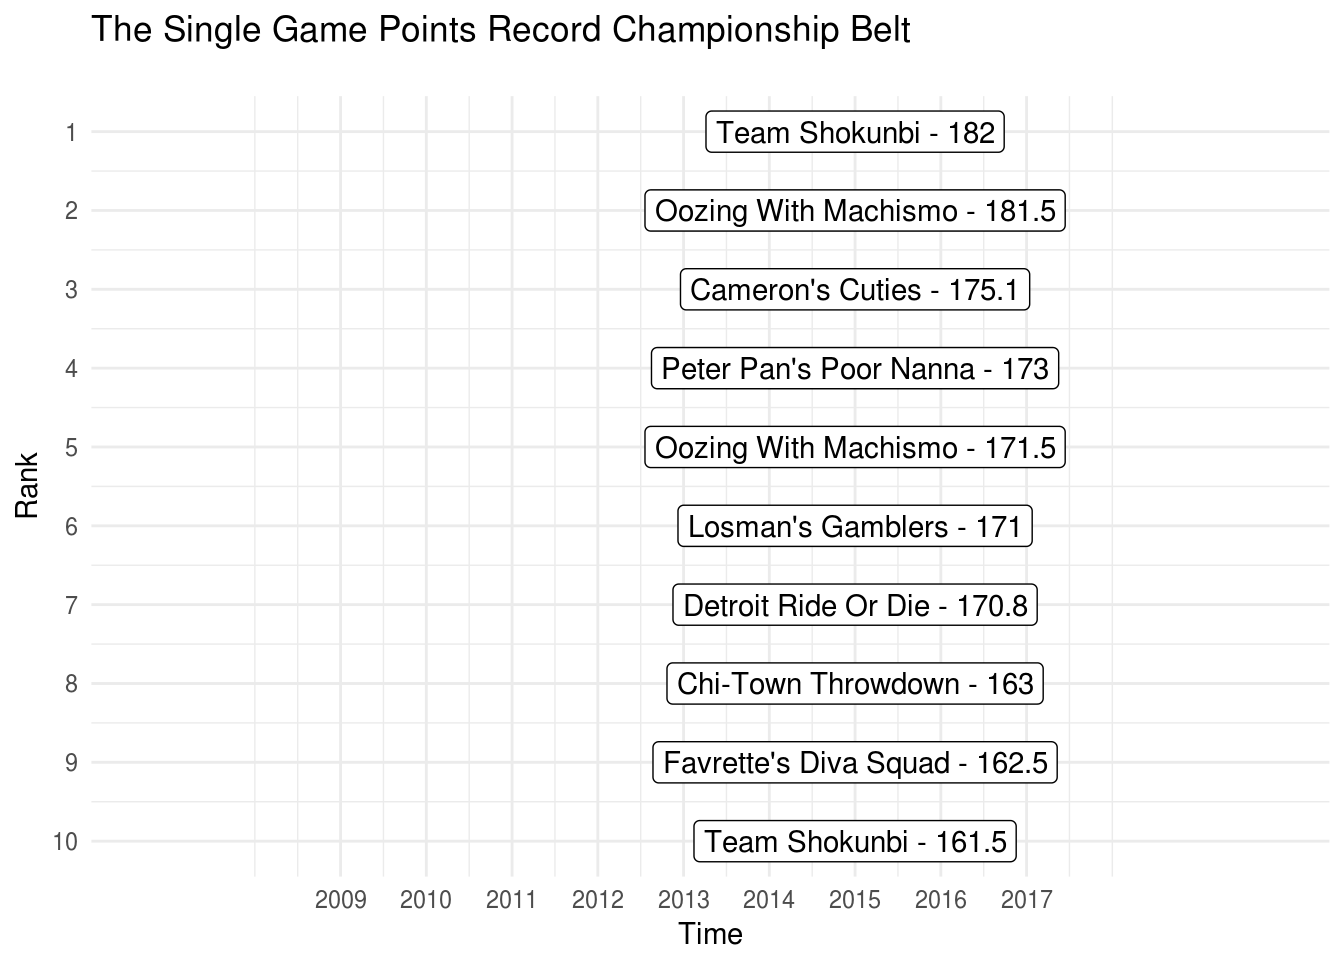 The Single Game Points Record Championship Belt
1
Team Shokunbi - 182
2
Oozing With Machismo - 181.5
3
Cameron's Cuties - 175.1
4
Peter Pan's Poor Nanna - 173
5
Oozing With Machismo - 171.5
Rank
6
Losman's Gamblers - 171
7
Detroit Ride Or Die - 170.8
8
Chi-Town Throwdown - 163
9
Favrette's Diva Squad - 162.5
10
Team Shokunbi - 161.5
2009 2010 2011 2012 2013 2014 2015 2016 2017
Time